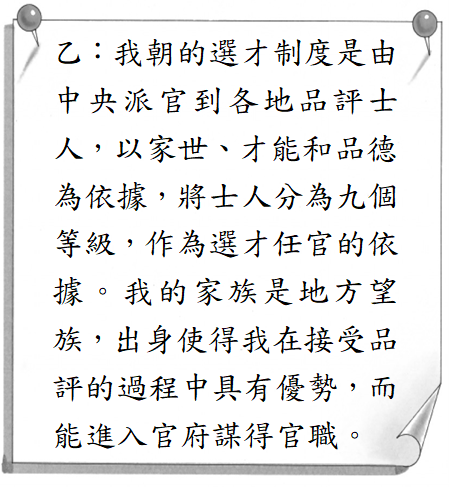 乙：我朝的選才制度是由
中央派官到各地品評士
人，以家世、才能和品德
為依據，將士人分為九個
等級，作為選才任官的依
據。我的家族是地方望
族，出身使得我在接受品
評的過程中具有優勢，而
能進入官府謀得官職。